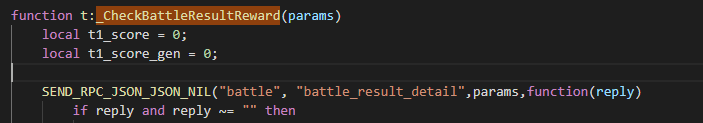 function t:_CheckBattleResultReward(params)
local t1_score = 0;
local t1_score_gen = 0;
SEND_RPC_JSON_JSON_NIL("battle", "battle_result_detail",params,function(reply)
if reply and reply ~= "" then